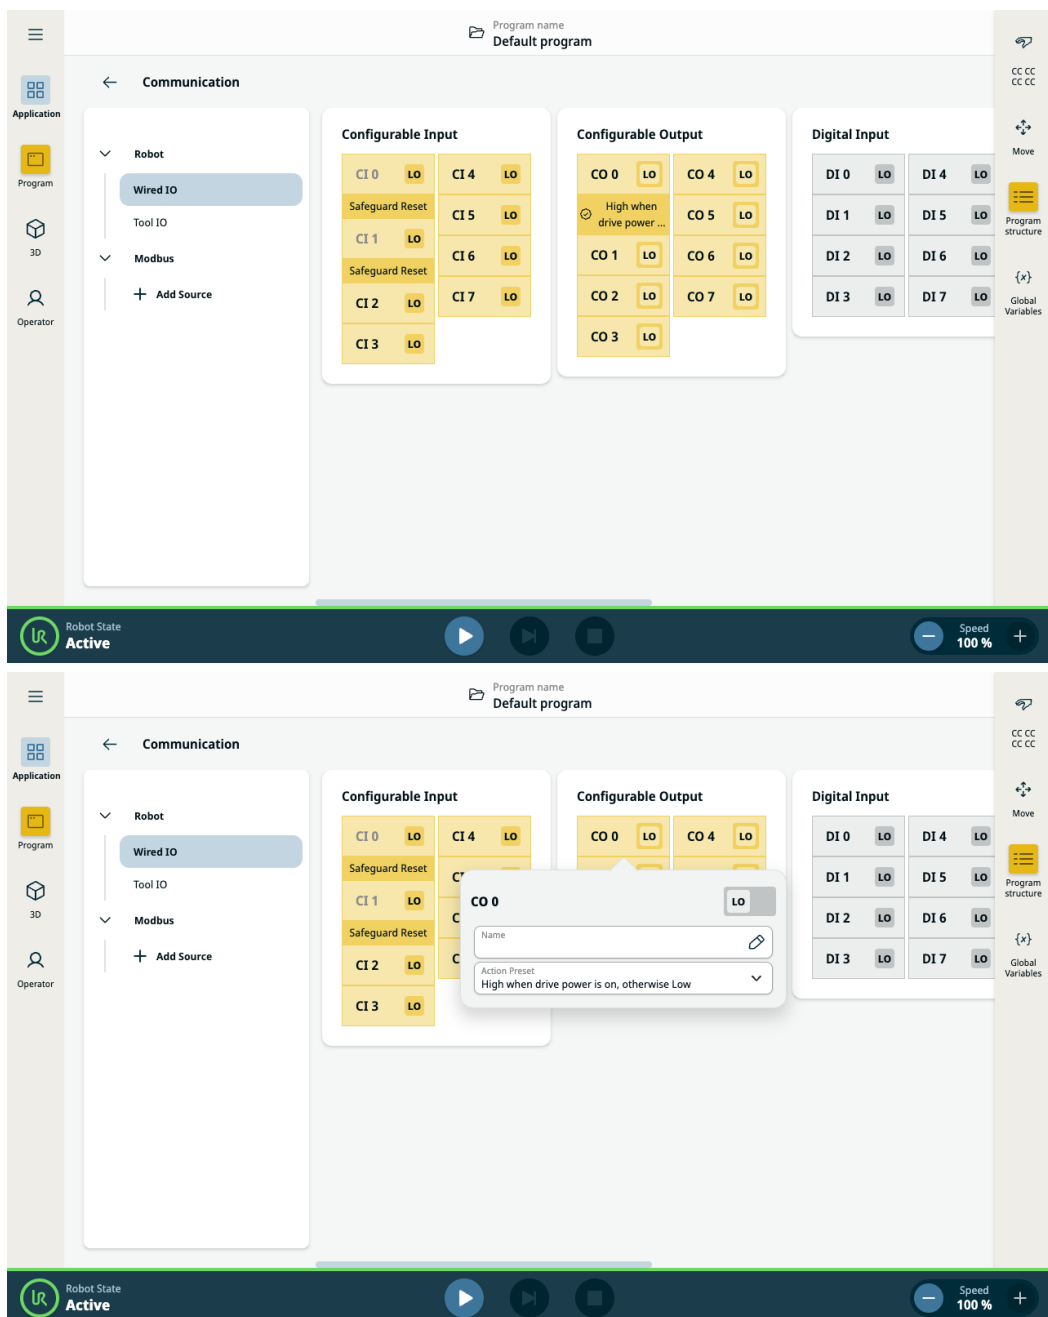 Program name
Default program
Communication
Application
Program
3D
Operator
Robot
Wired IO
Tool IO
Modbus
Add Source
Configurable Input
CI 0 LO CI 4 LO
Safeguard Reset
CI 5 LO
CI 1 LO
CI 6 LO
Safeguard Reset
CI 2 LO CI 7 LO
CI 3 LO
Configurable Output
CO 0 LO CO 4 LO
High when
drive power ...
CO 5 LO
CO 1 LO CO 6 LO
CO 2 LO CO 7 LO
CO 3 LO
Digital Input
DI 0 LO DI 4 LO
DI 1 LO DI 5 LO
DI 2 LO DI 6 LO
DI 3 LO DI 7 LO
CC CC
CC CC
Move
Program
structure
{x}
Global
Variables
UR
Robot State
Active
Speed
100 %
Program name
Default program
Communication
Application
Program
3D
Operator
Robot
Wired IO
Tool IO
Modbus
Add Source
Configurable Input
CI 0 LO CI 4 LO
Safeguard Reset
C
CI 1 LO
C
Safeguard Reset
CI 2 LO C
CI 3 LO
Configurable Output
CO 0 LO CO 4 LO
CO 0 LO
Name
Action Preset
High when drive power is on, otherwise Low
Digital Input
DI 0 LO DI 4 LO
DI 1 LO DI 5 LO
DI 2 LO DI 6 LO
DI 3 LO DI 7 LO
CC CC
CC CC
Move
Program
structure
{x}
Global
Variables
UR
Robot State
Active
Speed
100 %